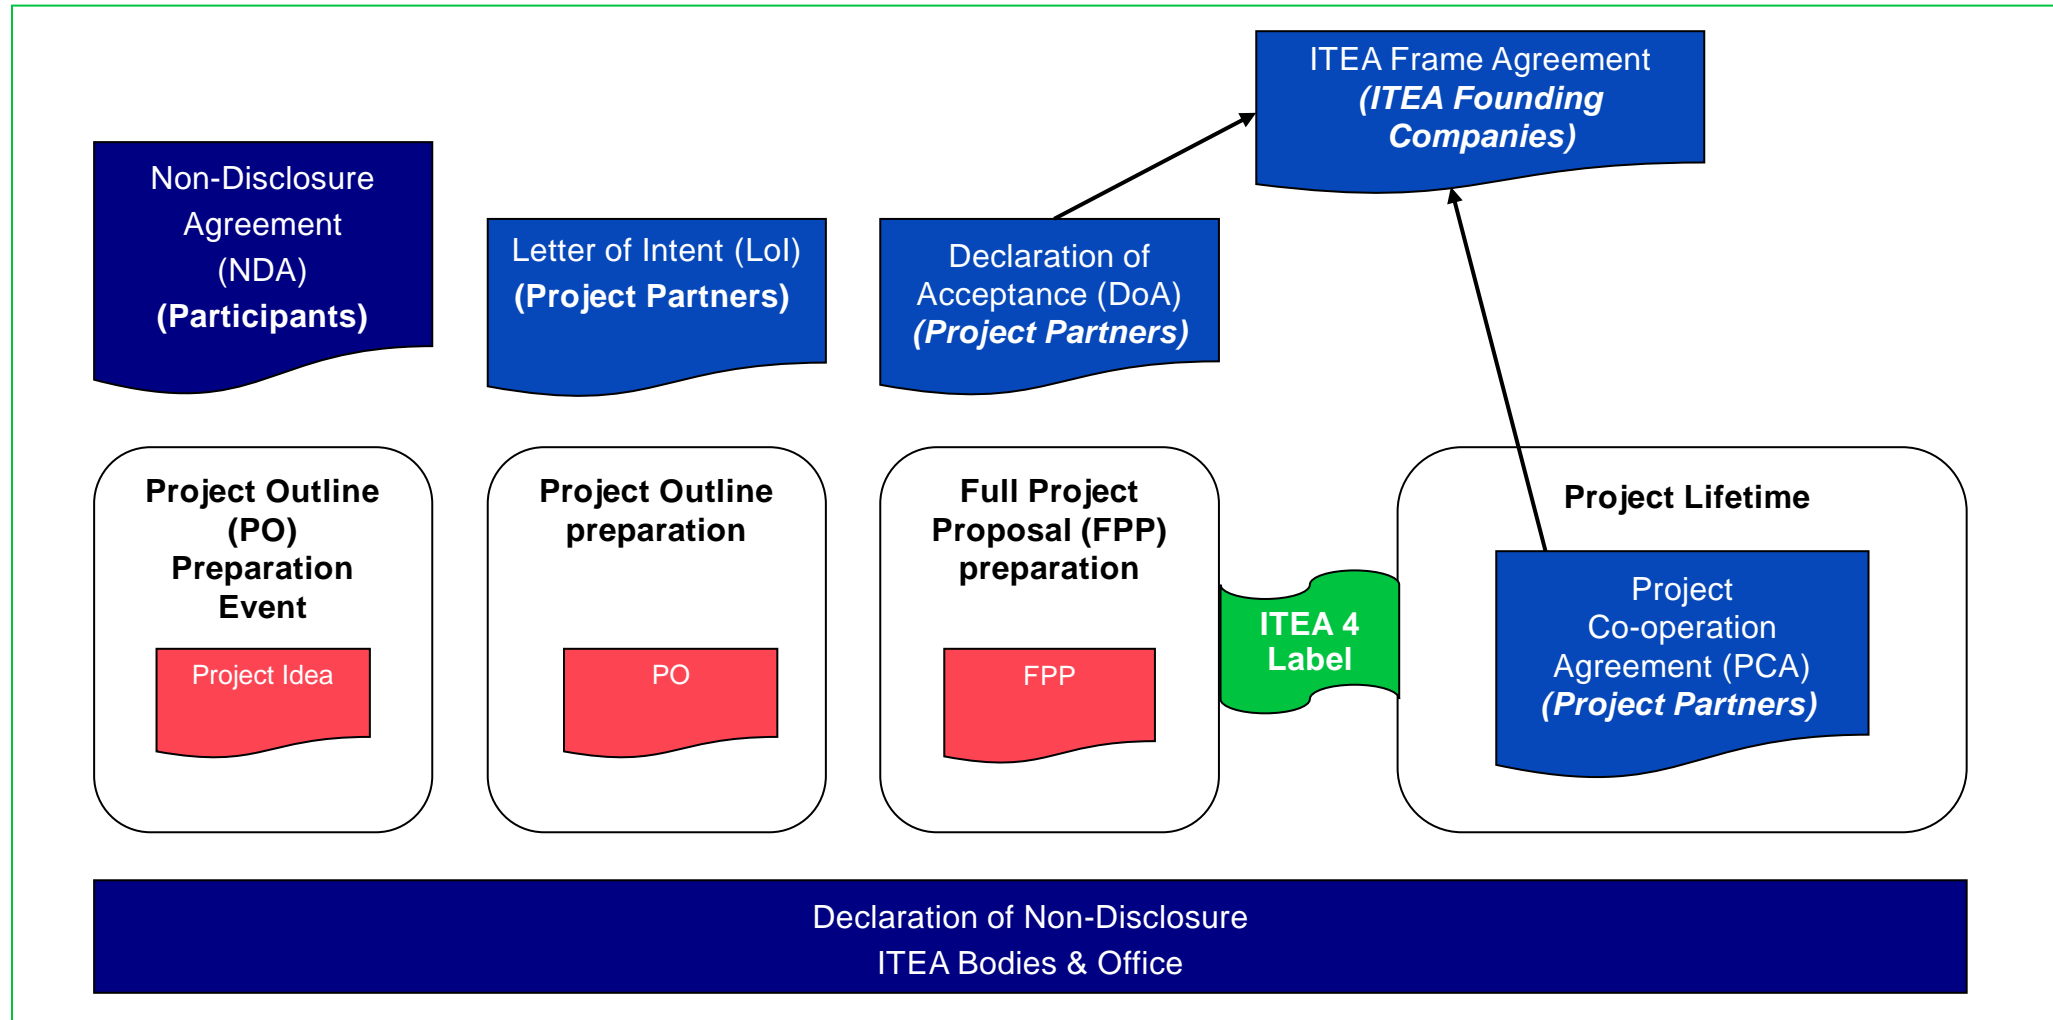 ITEA Frame Agreement
(ITEA Founding
Companies)
Non-Disclosure
Agreement
(NDA)
(Participants)
Letter of Intent (LoI)
(Project Partners)
Declaration of
Acceptance (DoA)
(Project Partners)
Project Outline
(PO)
Preparation
Event
Project Idea
Project Outline
preparation
PO
Full Project
Proposal (FPP)
preparation
FPP
ITEA 4
Label
Project Lifetime
Project
Co-operation
Agreement (PCA)
(Project Partners)
Declaration of Non-Disclosure
ITEA Bodies & Office